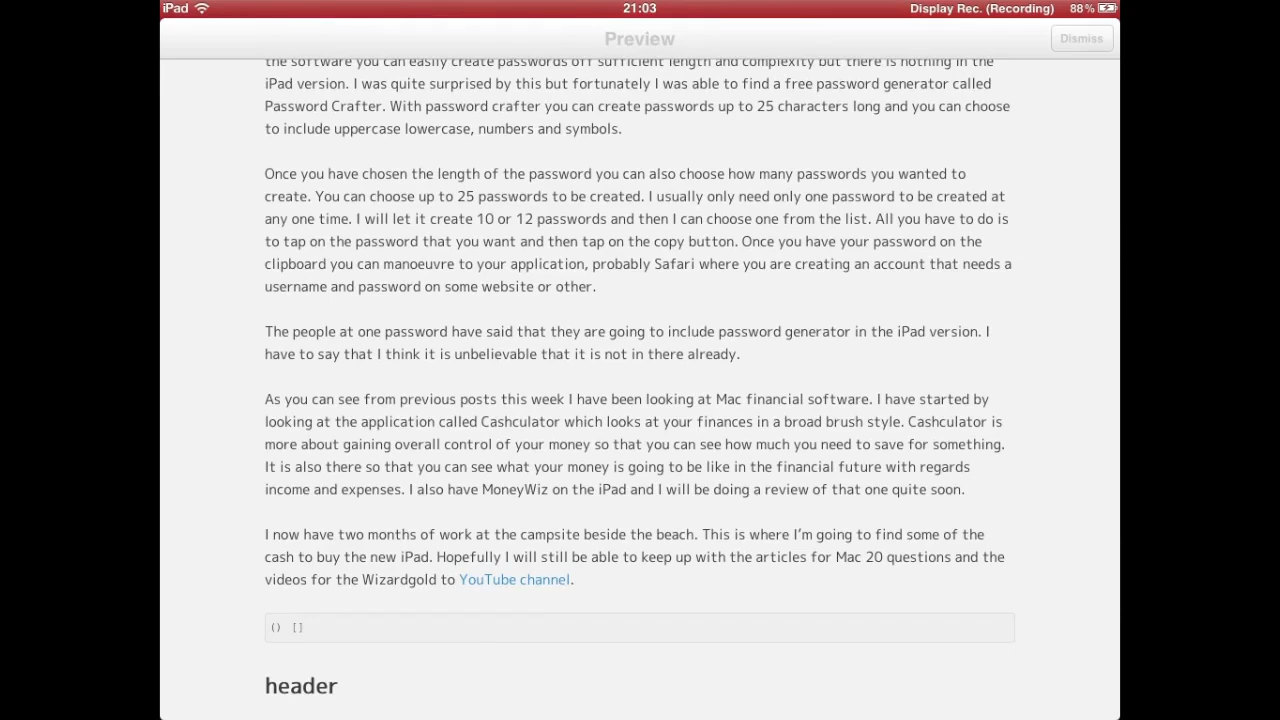 iPad 21:03 Display Rec. (Recording) 88%
Preview Dismiss
the software you can easily create passwords off sufficient length and complexity but there is nothing in the
iPad version. I was quite surprised by this but fortunately I was able to find a free password generator called
Password Crafter. With password crafter you can create passwords up to 25 characters long and you can choose
to include uppercase lowercase, numbers and symbols.
Once you have chosen the length of the password you can also choose how many passwords you wanted to
create. You can choose up to 25 passwords to be created. I usually only need only one password to be created at
any one time. I will let it create 10 or 12 passwords and then I can choose one from the list. All you have to do is
to tap on the password that you want and then tap on the copy button. Once you have your password on the
clipboard you can manoeuvre to your application, probably Safari where you are creating an account that needs a
username and password on some website or other.
The people at one password have said that they are going to include password generator in the iPad version. I
have to say that I think it is unbelievable that it is not in there already.
As you can see from previous posts this week I have been looking at Mac financial software. I have started by
looking at the application called Cashculator which looks at your finances in a broad brush style. Cashculator is
more about gaining overall control of your money so that you can see how much you need to save for something.
It is also there so that you can see what your money is going to be like in the financial future with regards
income and expenses. I also have MoneyWiz on the iPad and I will be doing a review of that one quite soon.
I now have two months of work at the campsite beside the beach. This is where I’m going to find some of the
cash to buy the new iPad. Hopefully I will still be able to keep up with the articles for Mac 20 questions and the
videos for the Wizardgold to YouTube channel.
() []
header